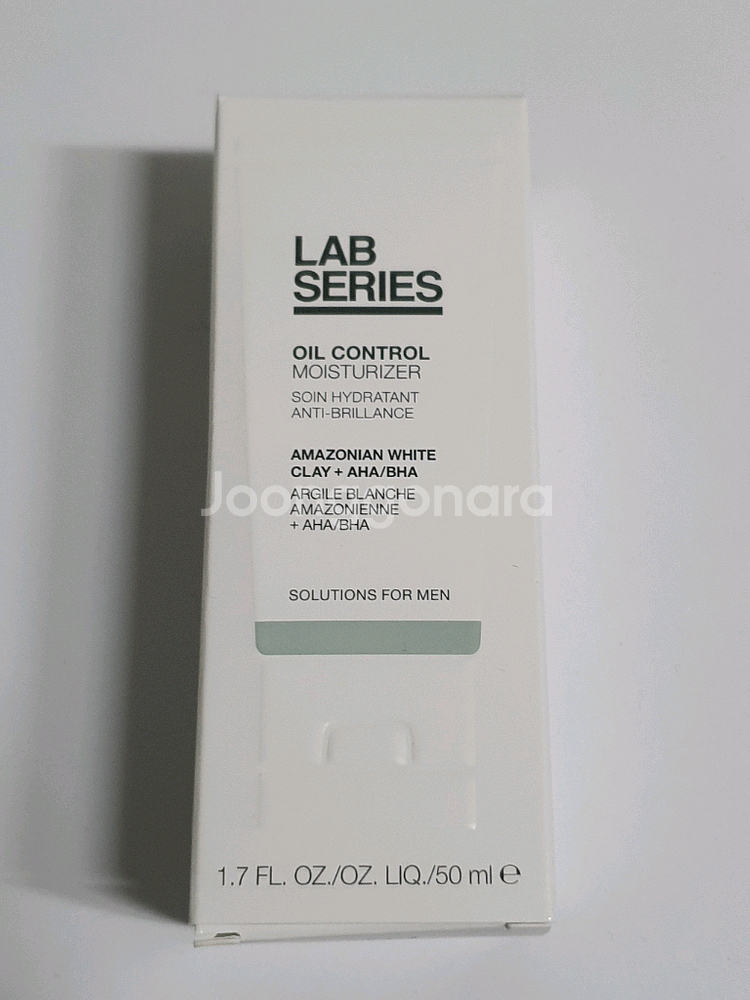 LAB
SERIES
OIL CONTROL
MOISTURIZER
SOIN HYDRATANT
ANTI-BRILLANCE
AMAZONIAN WHITE
CLAY + AHA/BHA
Joonggonara
ARGILE BLANCHE
AMAZONIENNE
+ AHA/BHA
SOLUTIONS FOR MEN
1.7 FL. OZ./OZ. LIQ./50 ml ℮